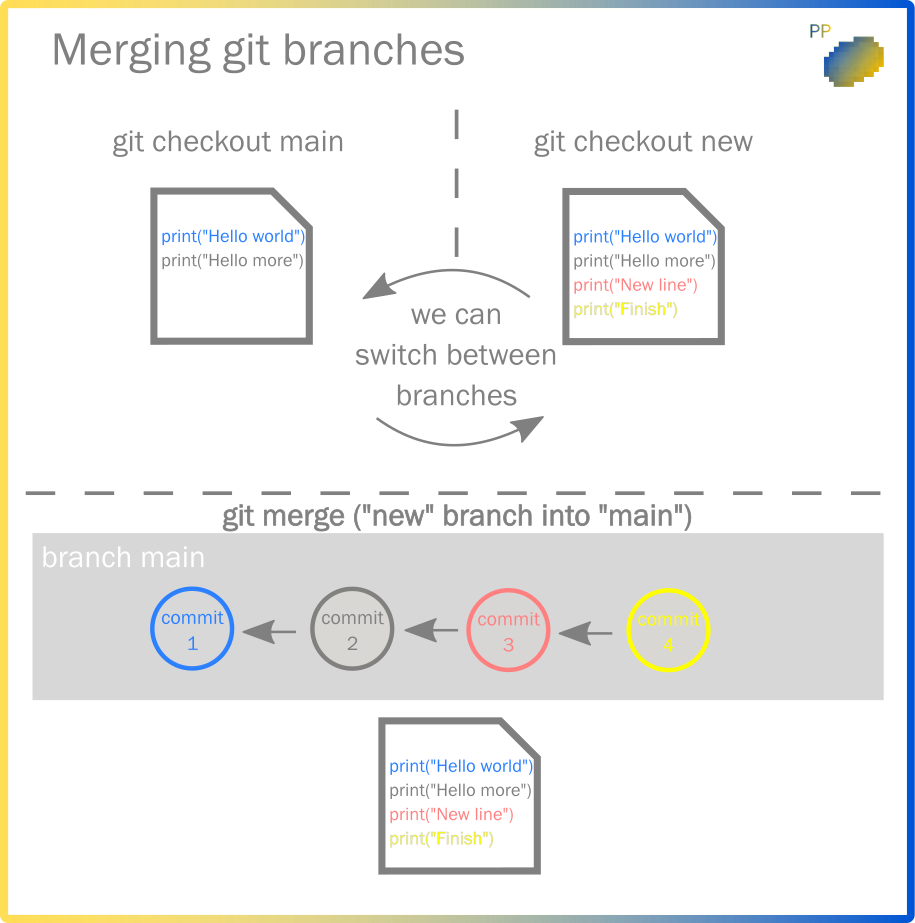 Merging git branches
PP
git checkout main
git checkout new
print("Hello world")
print("Hello more")
print("Hello world")
print("Hello more")
print("New line")
print("Finish")
we can
switch between
branches
git merge ("new" branch into "main")
branch main
commit
1
commit
2
commit
3
commit
4
print("Hello world")
print("Hello more")
print("New line")
print("Finish")